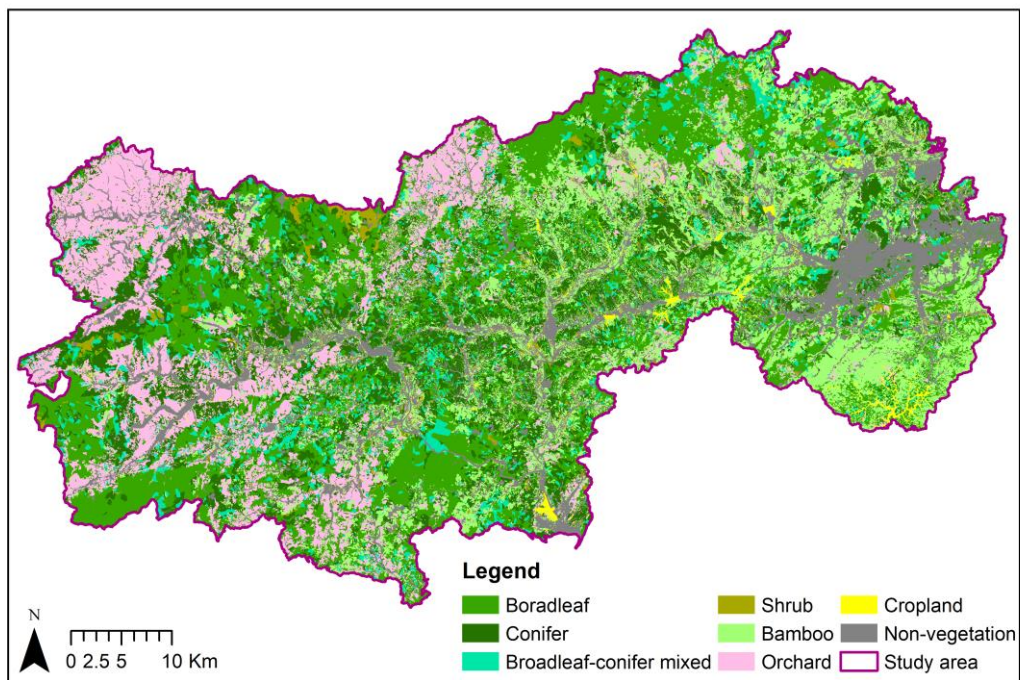 Legend
Boradleaf
Shrub
Cropland
Conifer
Bamboo
Non-vegetation
Broadleaf-conifer mixed
Orchard
Study area
N
0 2.5 5 10 Km